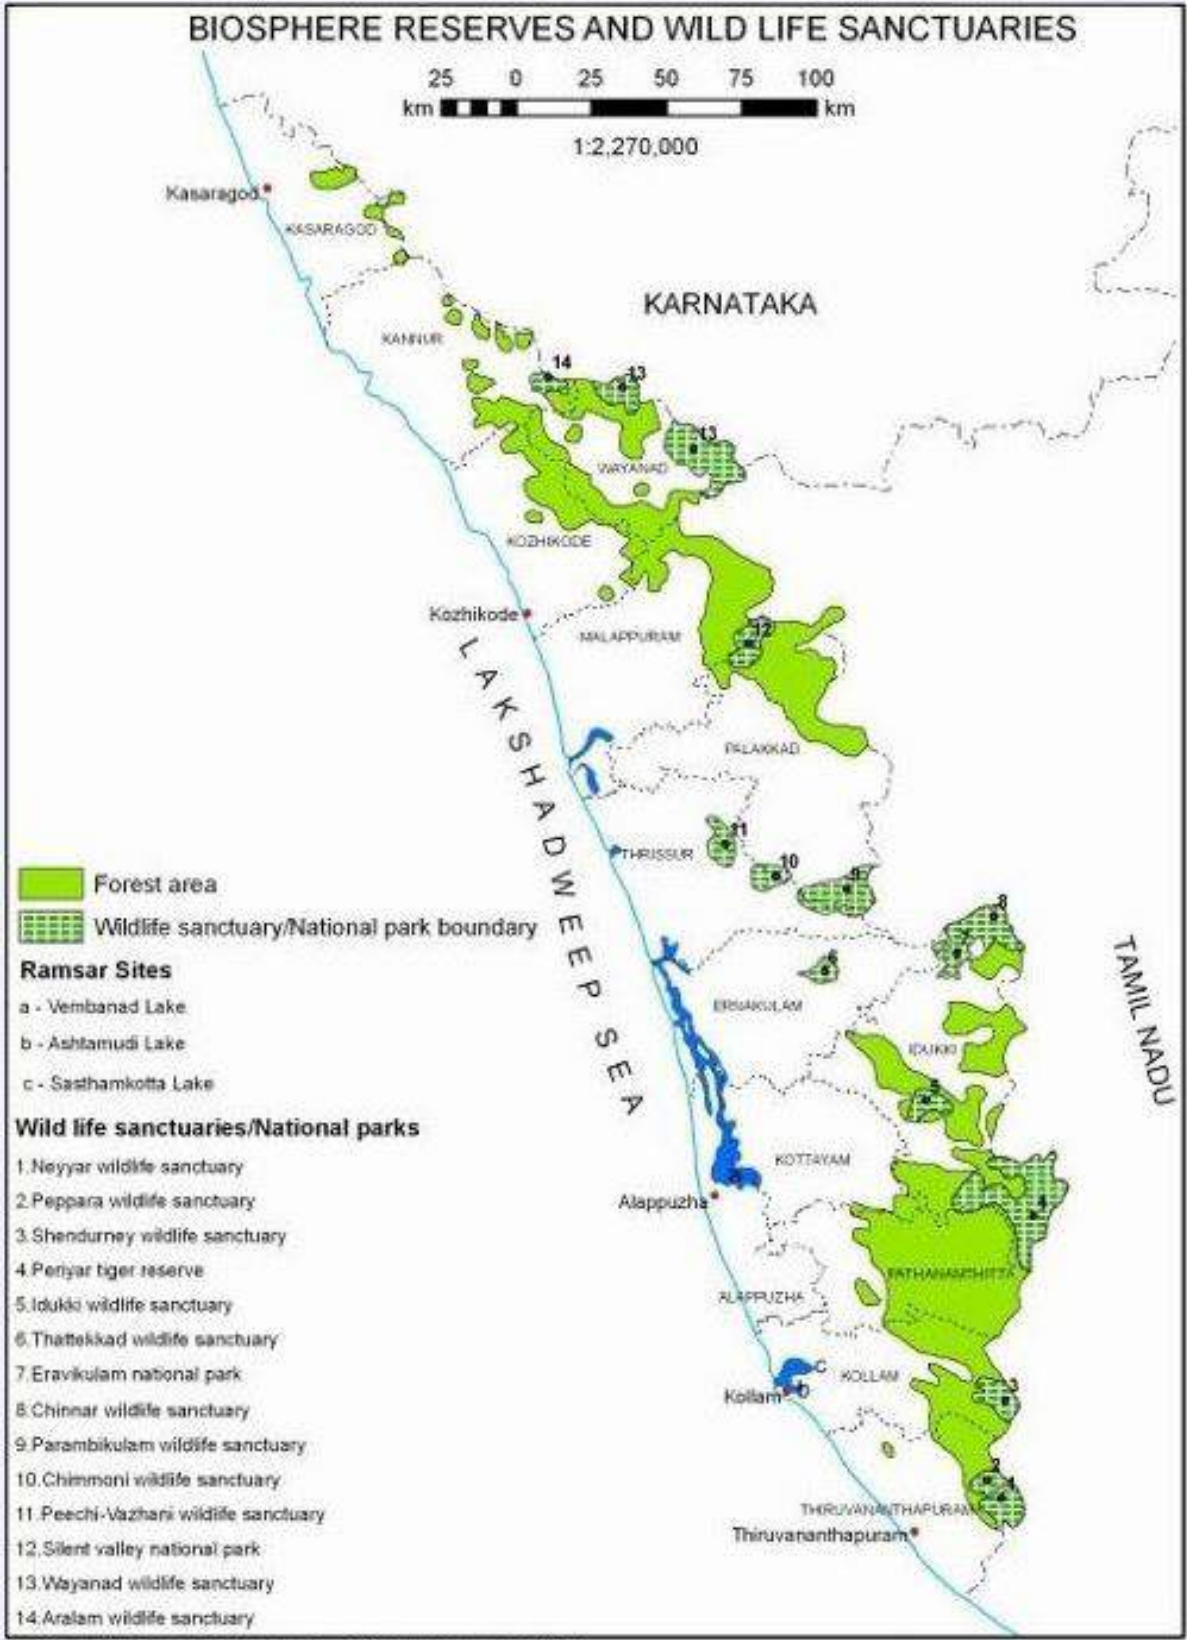 BIOSPHERE RESERVES AND WILD LIFE SANCTUARIES
25 0 25 50 75 100
km km
1:2,270,000
Kasaragod
KASARAGOD
KARNATAKA
KANNUR
14
13
13
WAYANAD
KOZHIKODE
Kozhikode
MALAPPURAM
12
LAKSHADWEEP SEA
PALAKKAD
11
THRISSUR
10
9
8
7
6
TAMIL NADU
ERNAKULAM
IDUKKI
5
KOTTAYAM
Alappuzha
4
PATHANAMTHITTA
ALAPPUZHA
C
KOLLAM
b
Kollam
3
2
1
THIRUVANANTHAPURAM
Thiruvananthapuram
Forest area
Wildlife sanctuary/National park boundary
Ramsar Sites
a - Vembanad Lake
b - Ashtamudi Lake
c - Sasthamkotta Lake
Wild life sanctuaries/National parks
1.Neyyar wildlife sanctuary
2.Peppara wildlife sanctuary
3.Shendurney wildlife sanctuary
4.Periyar tiger reserve
5.Idukki wildlife sanctuary
6.Thattekkad wildlife sanctuary
7.Eravikulam national park
8.Chinnar wildlife sanctuary
9.Parambikulam wildlife sanctuary
10.Chimmoni wildlife sanctuary
11.Peechi-Vazhani wildlife sanctuary
12.Silent valley national park
13.Wayanad wildlife sanctuary
14.Aralam wildlife sanctuary